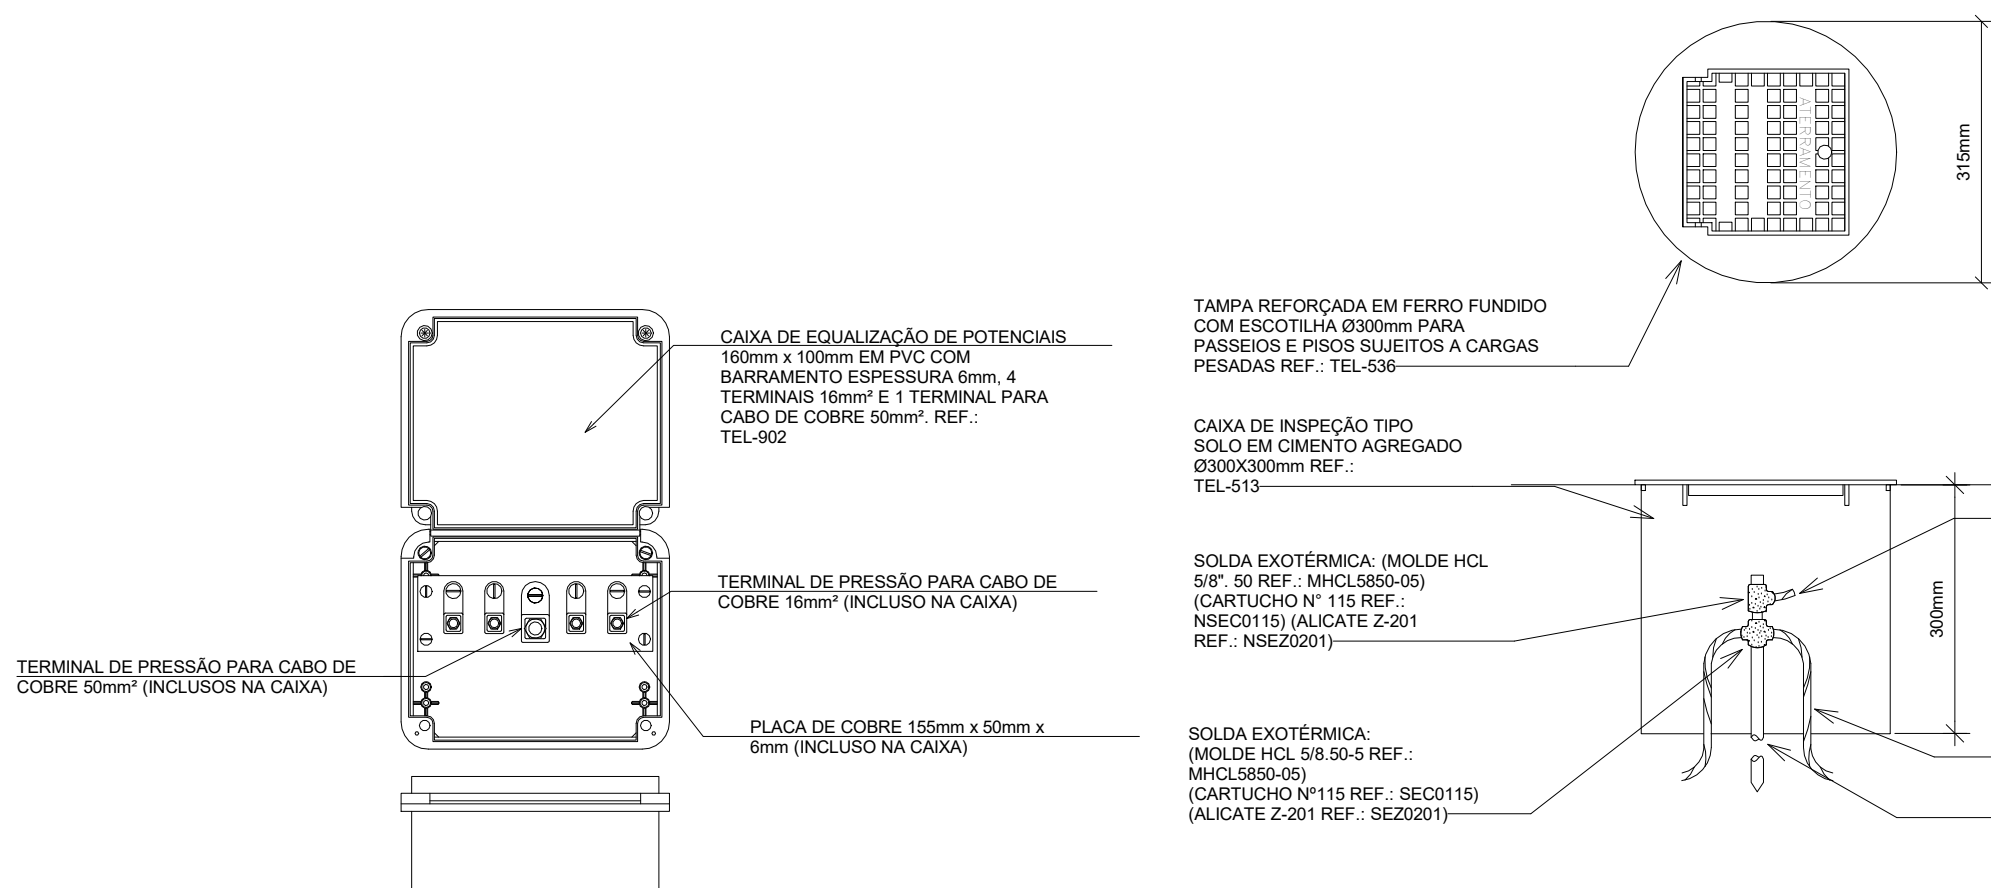 CAIXA DE EQUALIZAÇÃO DE POTENCIAIS
160mm x 100mm EM PVC COM
BARRAMENTO ESPESSURA 6mm, 4
TERMINAIS 16mm² E 1 TERMINAL PARA
CABO DE COBRE 50mm². REF.:
TEL-902
TERMINAL DE PRESSÃO PARA CABO DE
COBRE 16mm² (INCLUSO NA CAIXA)
TERMINAL DE PRESSÃO PARA CABO DE
COBRE 50mm² (INCLUSOS NA CAIXA)
PLACA DE COBRE 155mm x 50mm x
6mm (INCLUSO NA CAIXA)
ATERRAMENTO
315mm
TAMPA REFORÇADA EM FERRO FUNDIDO
COM ESCOTILHA Ø300mm PARA
PASSEIOS E PISOS SUJEITOS A CARGAS
PESADAS REF.: TEL-536
CAIXA DE INSPEÇÃO TIPO
SOLO EM CIMENTO AGREGADO
Ø300X300mm REF.:
TEL-513
SOLDA EXOTÉRMICA: (MOLDE HCL
5/8". 50 REF.: MHCL5850-05)
(CARTUCHO N° 115 REF.:
NSEC0115) (ALICATE Z-201
REF.: NSEZ0201)
300mm
SOLDA EXOTÉRMICA:
(MOLDE HCL 5/8.50-5 REF.:
MHCL5850-05)
(CARTUCHO Nº115 REF.: SEC0115)
(ALICATE Z-201 REF.: SEZ0201)